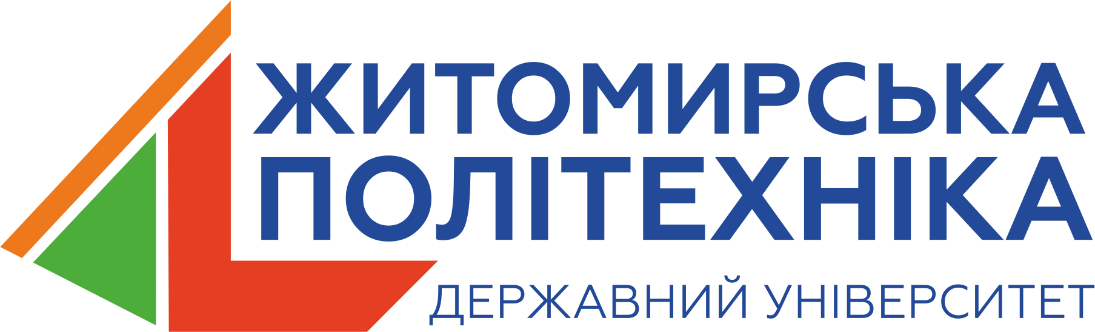 ЖИТОМИРСЬКА
ПОЛІТЕХНІКА
ДЕРЖАВНИЙ УНІВЕРСИТЕТ